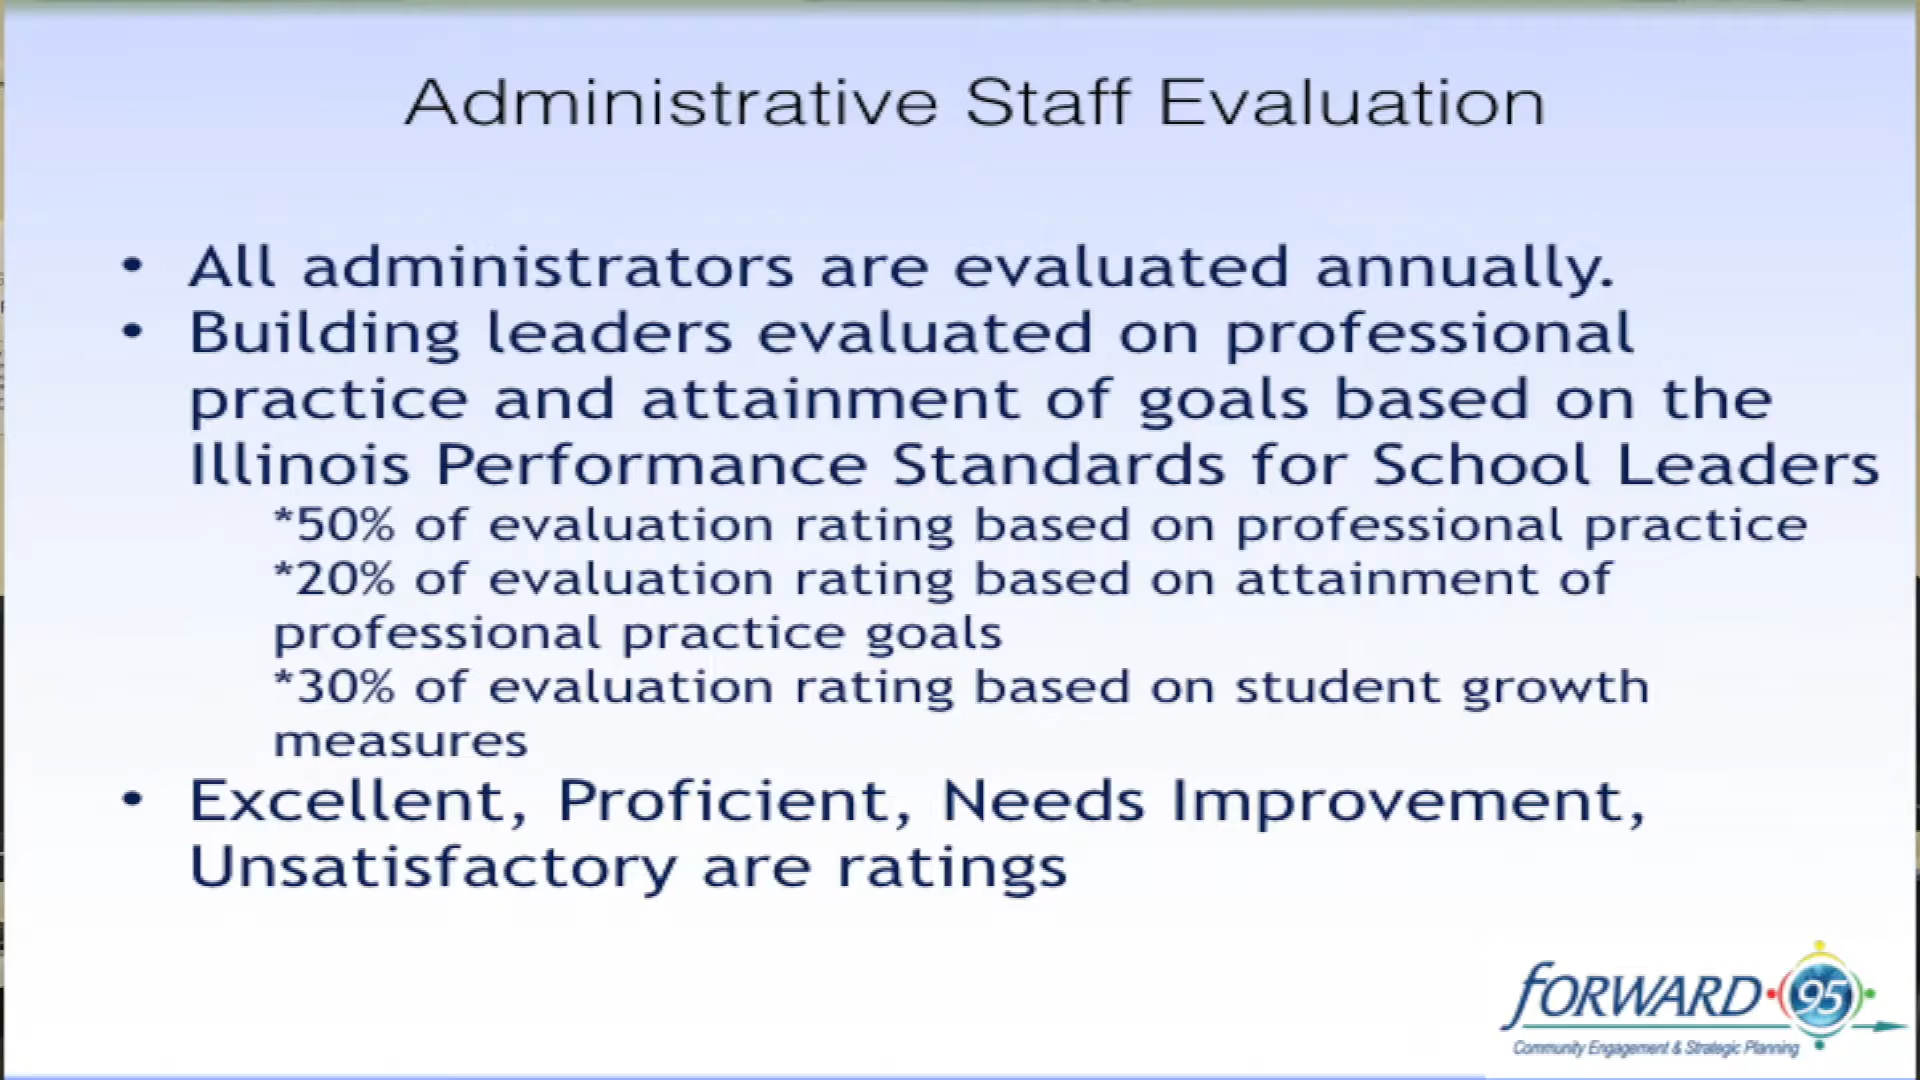 Administrative Staff Evaluation
• All administrators are evaluated annually.
• Building leaders evaluated on professional
practice and attainment of goals based on the
Illinois Performance Standards for School Leaders
*50% of evaluation rating based on professional practice
*20% of evaluation rating based on attainment of
professional practice goals
*30% of evaluation rating based on student growth
measures
• Excellent, Proficient, Needs Improvement,
Unsatisfactory are ratings
FORWARD 95
Community Engagement & Strategic Planning